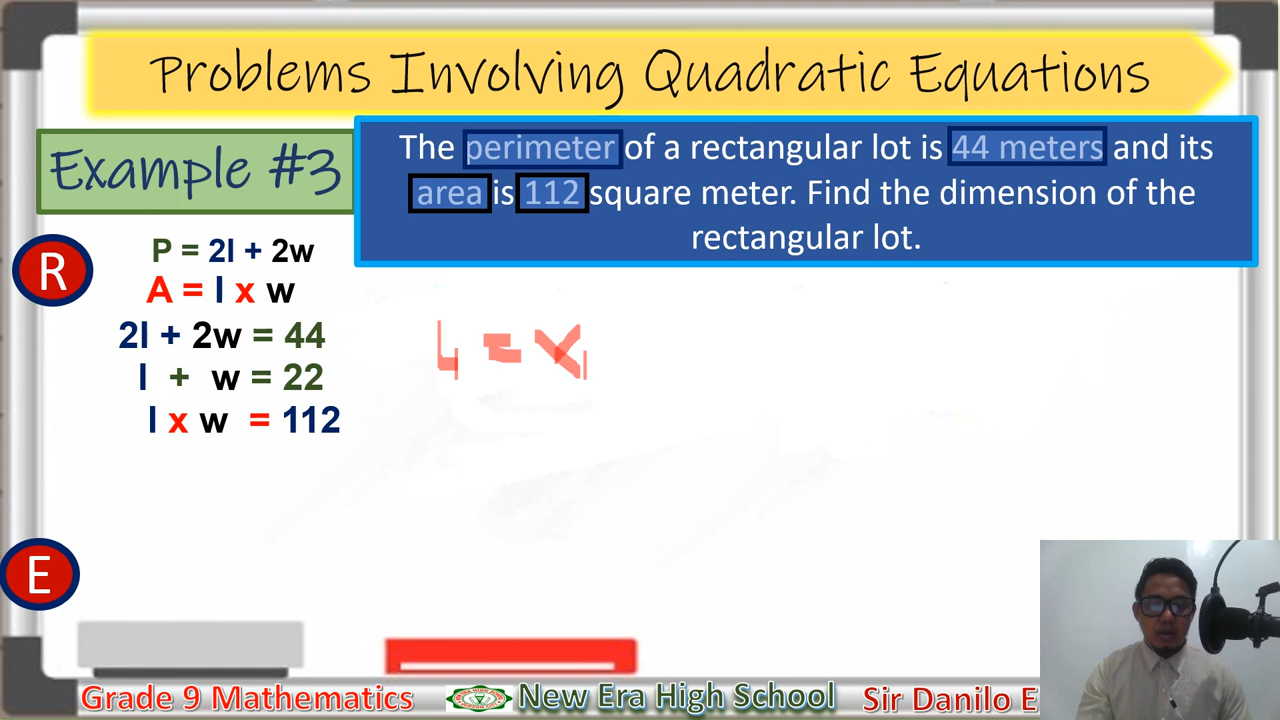 Problems Involving Quadratic Equations
Example #3
The perimeter of a rectangular lot is 44 meters and its
area is 112 square meter. Find the dimension of the
rectangular lot.
R
P = 2l + 2w
A = l x w
2l + 2w = 44
l + w = 22
l x w = 112
E
Grade 9 Mathematics
New Era High School
Sir Danilo E